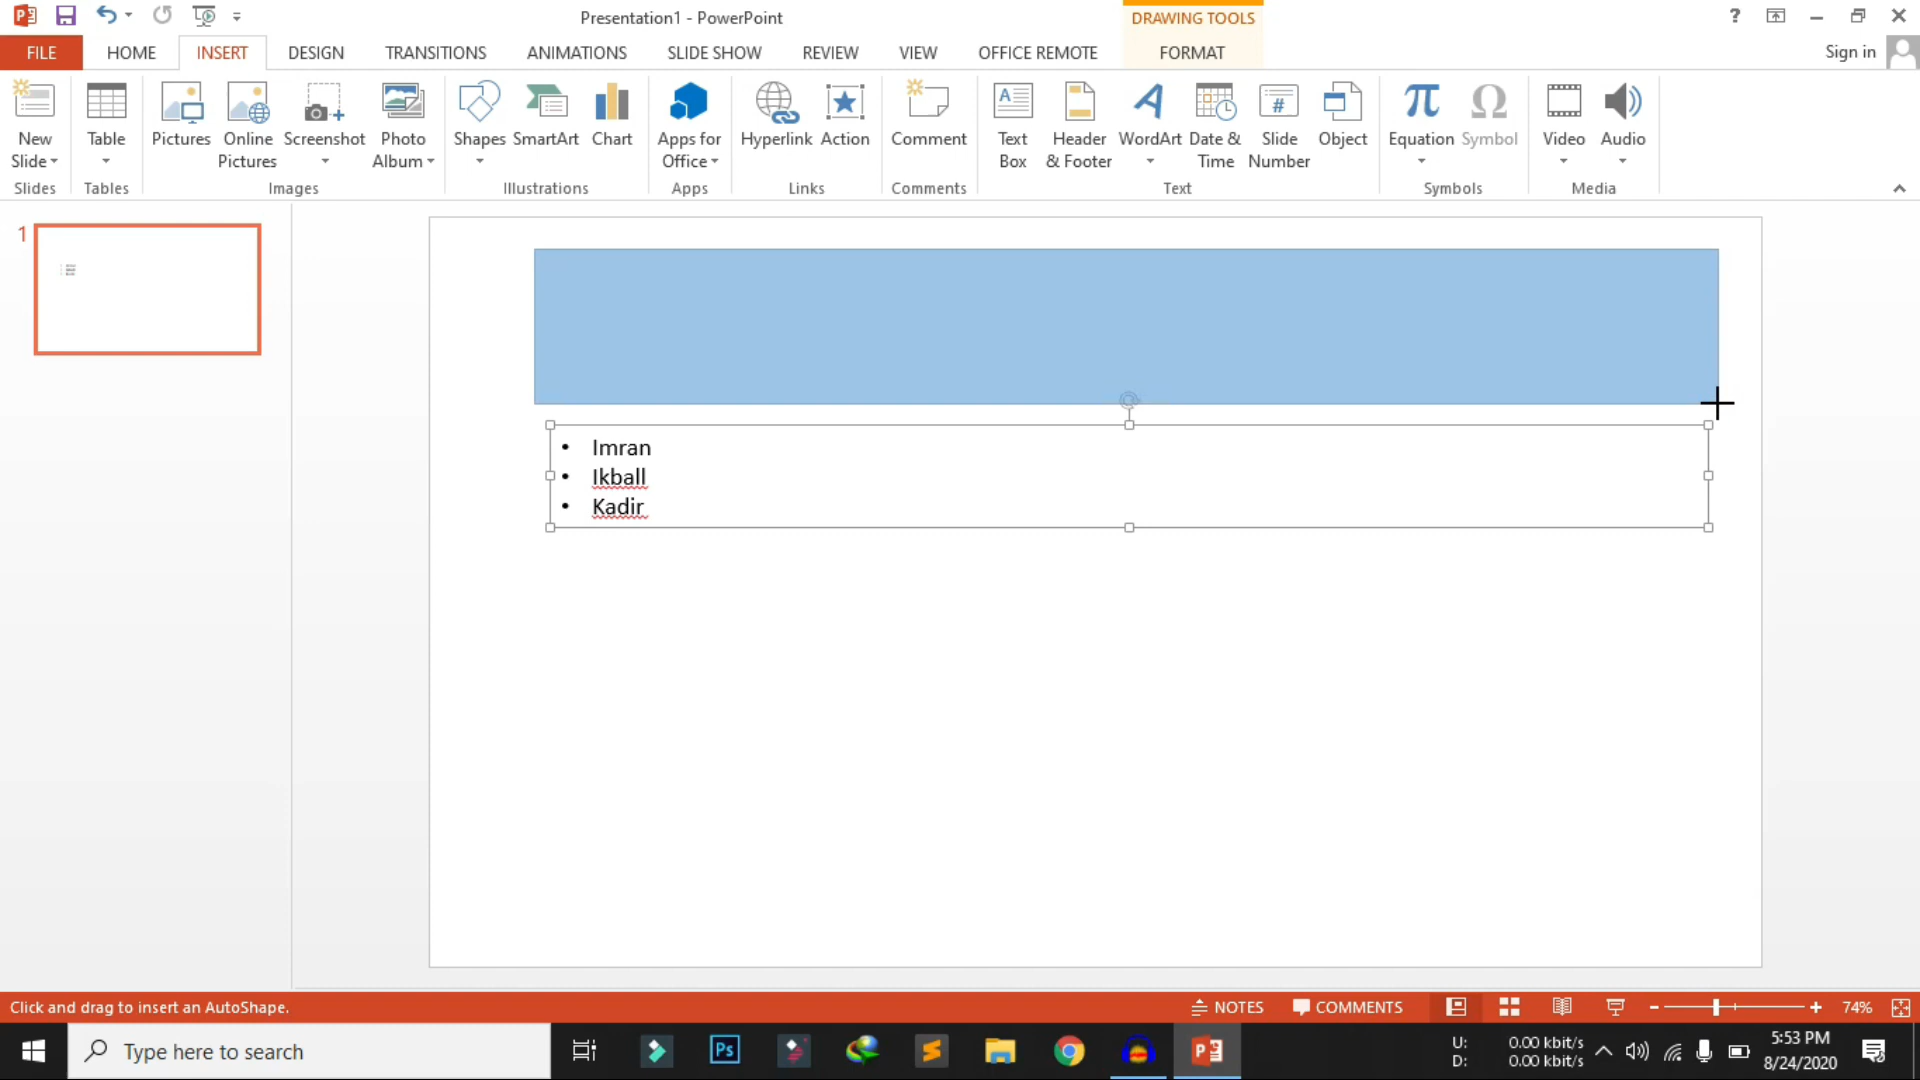 Presentation1 - PowerPoint
DRAWING TOOLS
?
FILE
HOME
INSERT
DESIGN
TRANSITIONS
ANIMATIONS
SLIDE SHOW
REVIEW
VIEW
OFFICE REMOTE
FORMAT
Sign in
New Slide
Table
Pictures
Online Pictures
Screenshot
Photo Album
Shapes
SmartArt
Chart
Apps for Office
Hyperlink
Action
Comment
Text Box
Header & Footer
WordArt
Date & Time
Slide Number
Object
Equation
Symbol
Video
Audio
Slides
Tables
Images
Illustrations
Apps
Links
Comments
Text
Symbols
Media
1
• Imran
• Ikball
• Kadir
Click and drag to insert an AutoShape.
NOTES
COMMENTS
74%
Type here to search
Ps
U: 0.00 kbit/s
D: 0.00 kbit/s
5:53 PM
8/24/2020